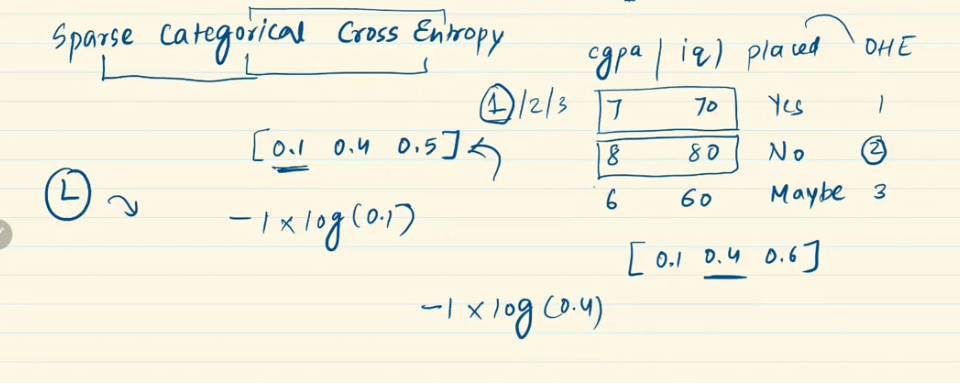 Sparse Categorical Cross Entropy
cgpa | iq | placed OHE
①/2/3 7 70 Yes 1
[0.1 0.4 0.5] 8 80 No ②
L 6 60 Maybe 3
-1 x log(0.1)
[0.1 0.4 0.6]
-1 x log(0.4)